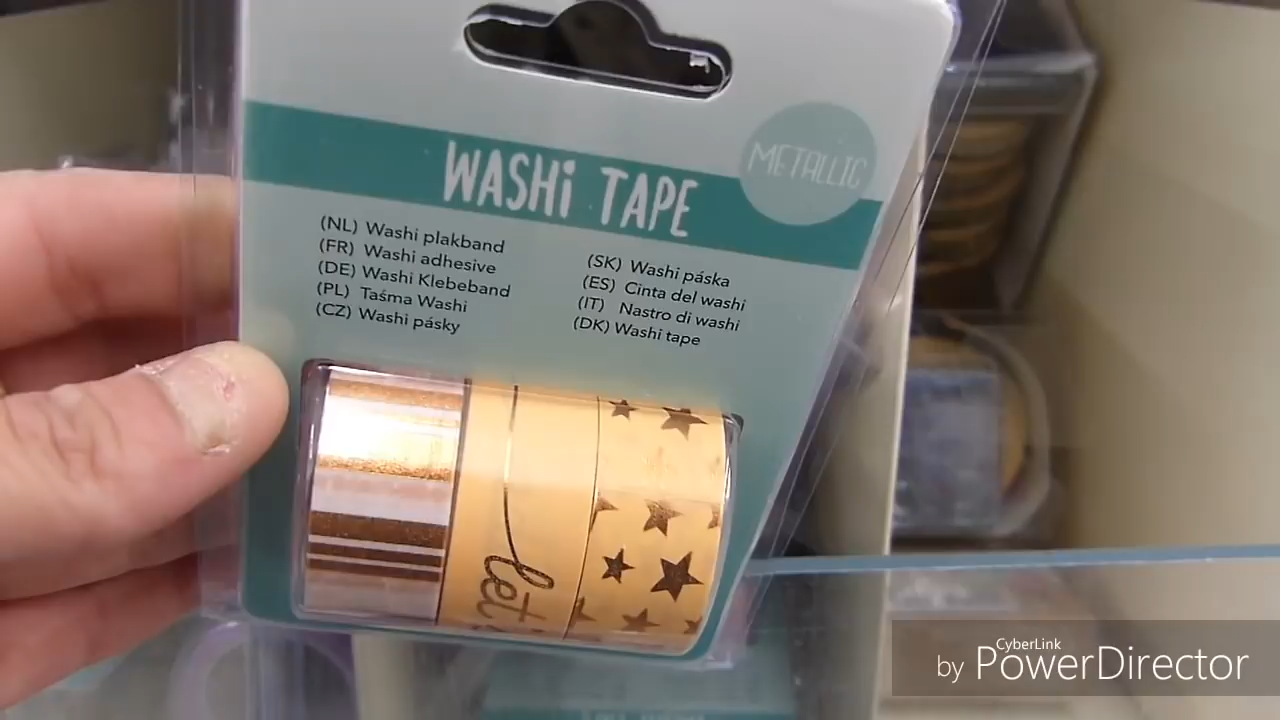 WASHi TAPE
METALLIC
(NL) Washi plakband
(FR) Washi adhesive
(DE) Washi Klebeband
(PL) Taśma Washi
(CZ) Washi pásky
(SK) Washi páska
(ES) Cinta del washi
(IT) Nastro di washi
(DK) Washi tape
let
CyberLink
by PowerDirector